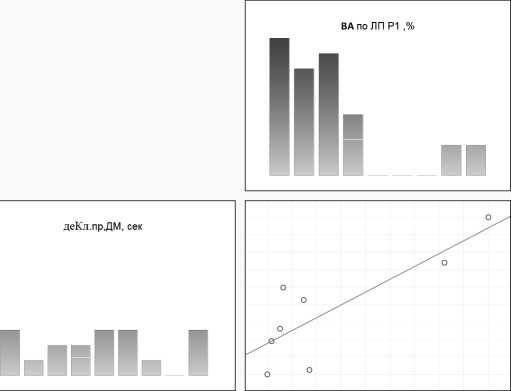 ВА по ЛП Р1 ,%
деКл.пр,ДМ, сек